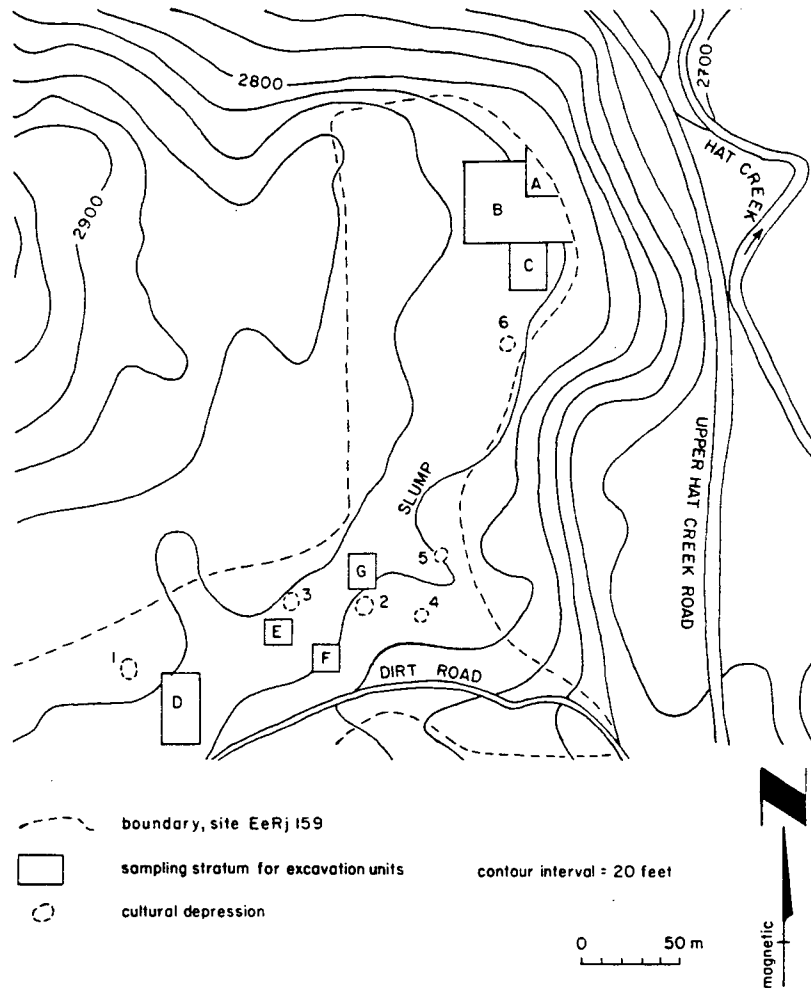 2800
2700
HAT CREEK
2900
A
B
C
6
UPPER HAT CREEK ROAD
SLUMP
5
G
3
2
4
E
F
1
D
DIRT ROAD
boundary, site EeRj 159
sampling stratum for excavation units
contour interval = 20 feet
cultural depression
0 50 m
N
magnetic